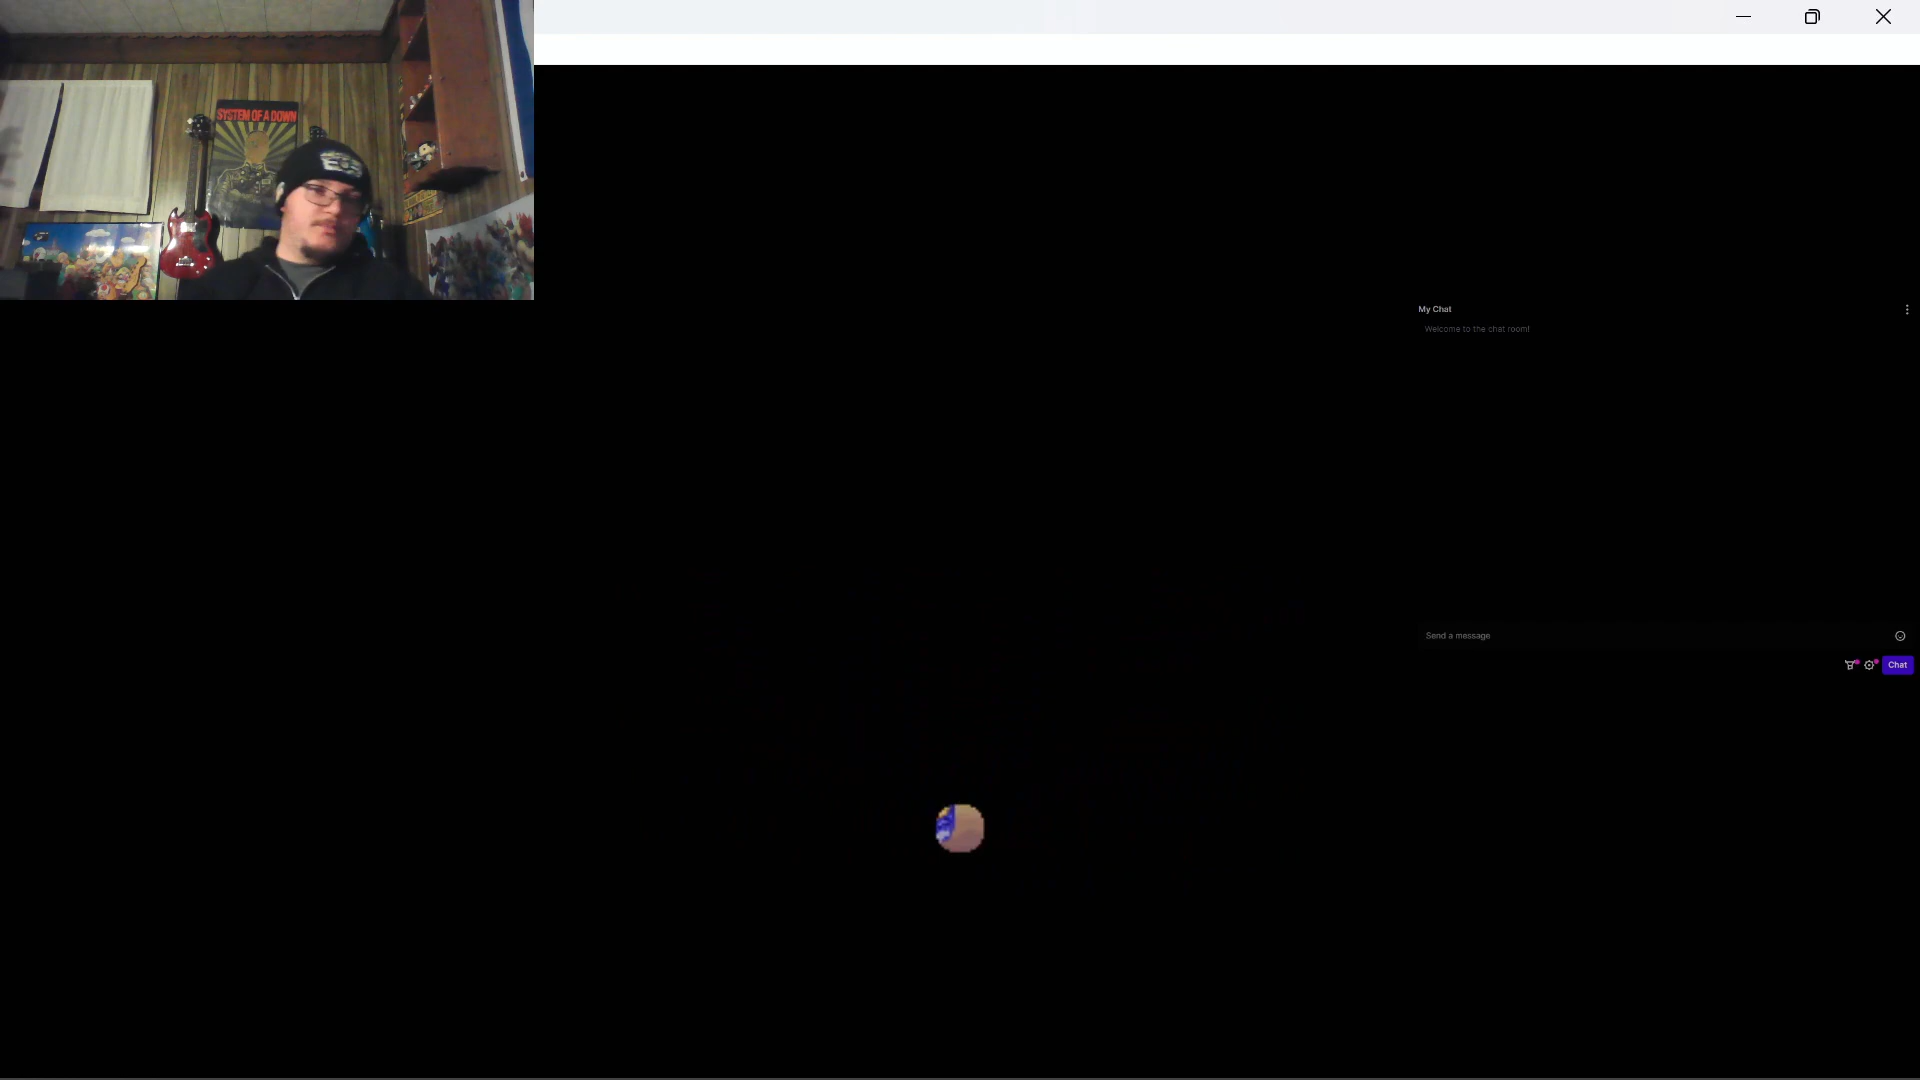 SYSTEM OF A DOWN
My Chat
Welcome to the chat room!
Send a message
Chat